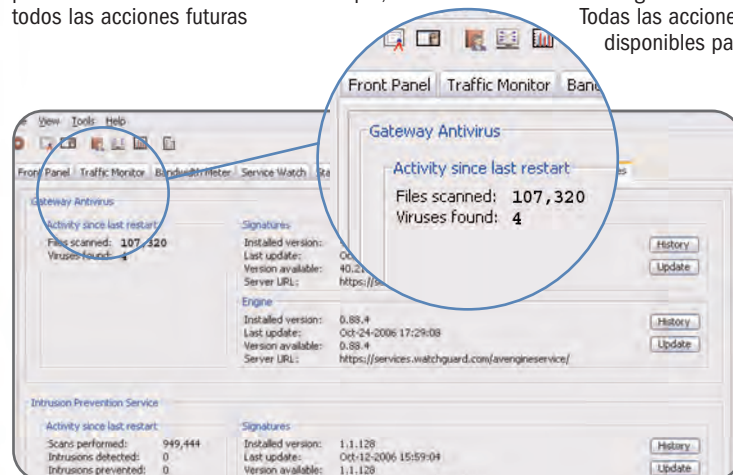 todos las acciones futuras
Todas las accione
disponibles pa
Front Panel Traffic Monitor Ban
Gateway Antivirus
Activity since last restart
Files scanned: 107,320
Viruses found: 4
View Tools Help
Front Panel Traffic Monitor Bandwidth Meter Service Watch
Gateway Antivirus
Activity since last restart
Files scanned: 107,320
Viruses found: 4
Signatures
Installed version:
Last update:
Version available: 40.21
Server URL: https://se
History
Update
Engine
Installed version: 0.88.4
Last update: Oct-24-2006 17:29:08
Version available: 0.88.4
Server URL: https://services.watchguard.com/avengineservice/
History
Update
Intrusion Prevention Service
Activity since last restart
Scans performed: 949,444
Intrusions detected: 0
Intrusions prevented: 0
Signatures
Installed version: 1.1.128
Last update: Oct-12-2006 15:59:04
Version available: 1.1.128
History
Update